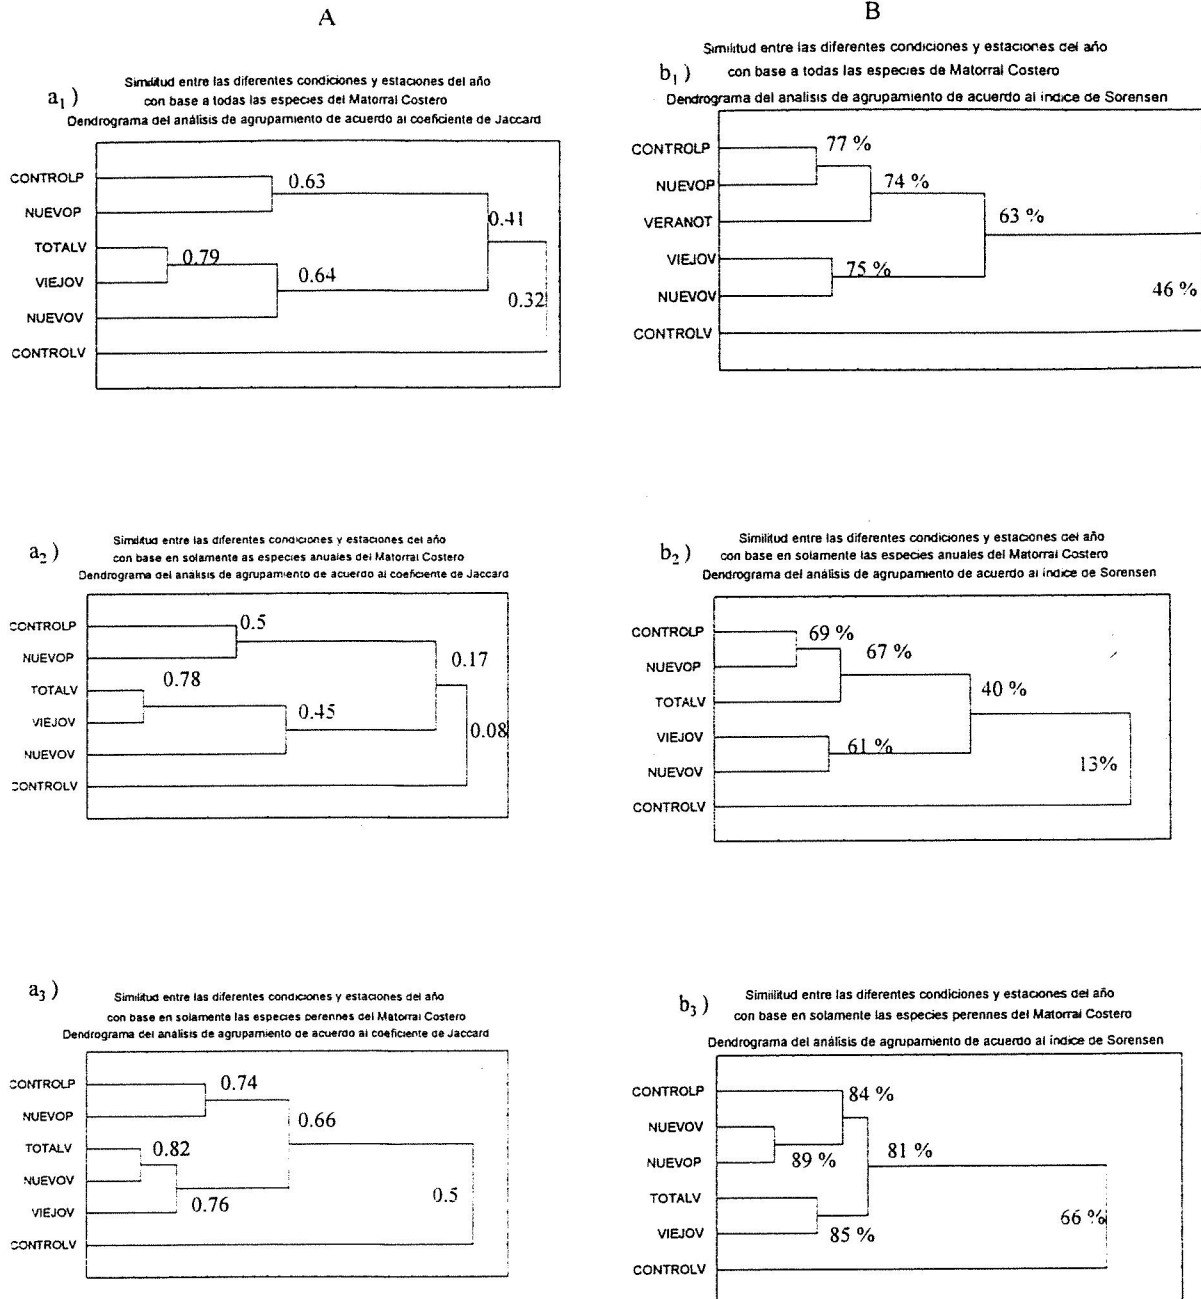 A
a1)
Similitud entre las diferentes condiciones y estaciones del año
con base a todas las especies del Matorral Costero
Dendrograma del análisis de agrupamiento de acuerdo al coeficiente de Jaccard
CONTROLP
NUEVOP
TOTALV
VIEJOV
NUEVOV
CONTROLV
0.63
0.41
0.79
0.64
0.32
B
b1)
Similitud entre las diferentes condiciones y estaciones del año
con base a todas las especies de Matorral Costero
Dendrograma del análisis de agrupamiento de acuerdo al índice de Sorensen
CONTROLP
NUEVOP
VERANOT
VIEJOV
NUEVOV
CONTROLV
77 %
74 %
63 %
75 %
46 %
a2)
Similitud entre las diferentes condiciones y estaciones del año
con base en solamente as especies anuales del Matorral Costero
Dendrograma del análisis de agrupamiento de acuerdo al coeficiente de Jaccard
CONTROLP
NUEVOP
TOTALV
VIEJOV
NUEVOV
CONTROLV
0.5
0.17
0.78
0.45
0.08
b2)
Similitud entre las diferentes condiciones y estaciones del año
con base en solamente las especies anuales del Matorral Costero
Dendrograma del análisis de agrupamiento de acuerdo al índice de Sorensen
CONTROLP
NUEVOP
TOTALV
VIEJOV
NUEVOV
CONTROLV
69 %
67 %
40 %
61 %
13%
a3)
Similitud entre las diferentes condiciones y estaciones del año
con base en solamente las especies perennes del Matorral Costero
Dendrograma del análisis de agrupamiento de acuerdo al coeficiente de Jaccard
CONTROLP
NUEVOP
TOTALV
NUEVOV
VIEJOV
CONTROLV
0.74
0.66
0.82
0.76
0.5
b3)
Similitud entre las diferentes condiciones y estaciones del año
con base en solamente las especies perennes del Matorral Costero
Dendrograma del análisis de agrupamiento de acuerdo al índice de Sorensen
CONTROLP
NUEVOV
NUEVOP
TOTALV
VIEJOV
CONTROLV
84 %
89 %
81 %
85 %
66 %